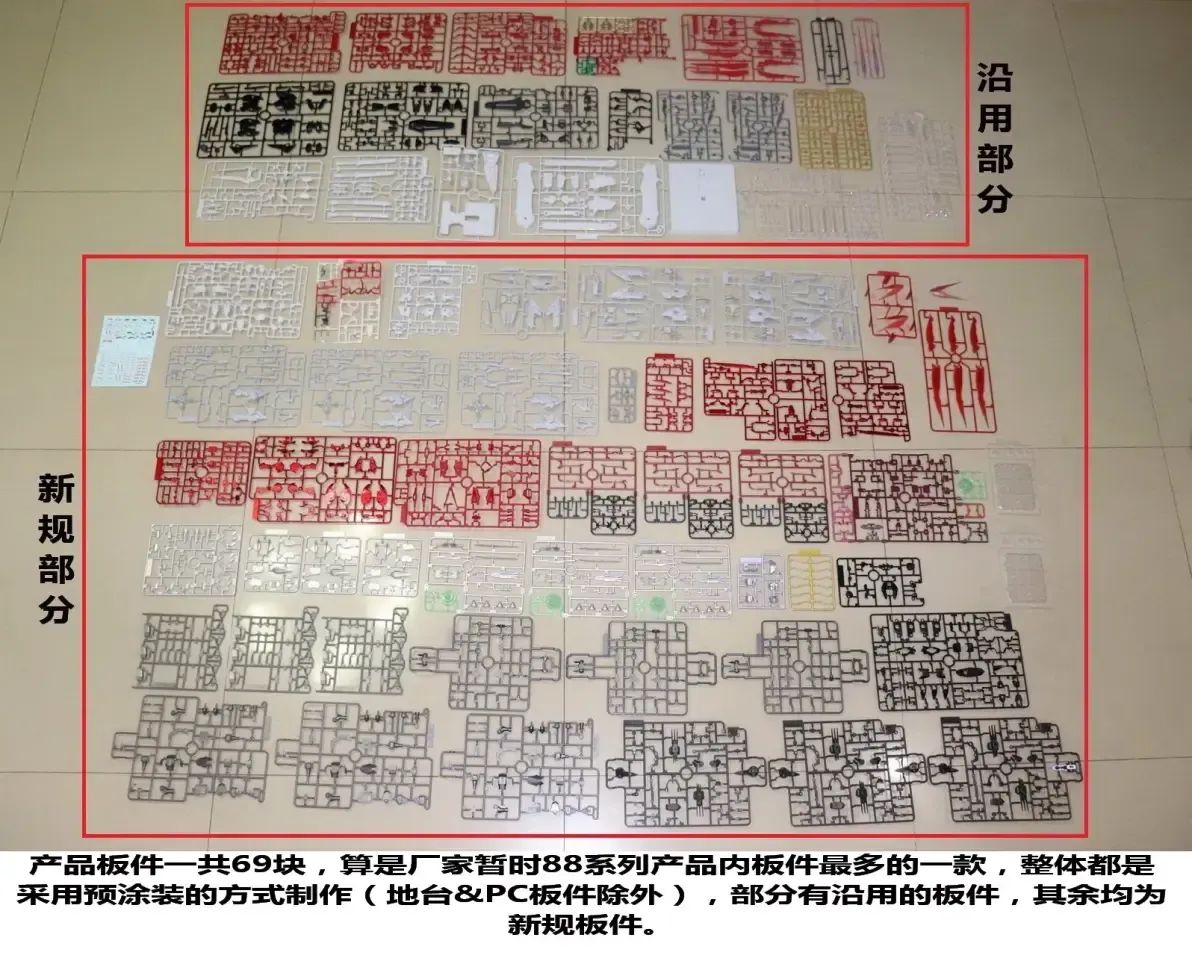 沿用部分
新规部分
产品板件一共69块，算是厂家暂时88系列产品内板件最多的一款，整体都是
采用预涂装的方式制作（地台&PC板件除外），部分有沿用的板件，其余均为
新规板件。